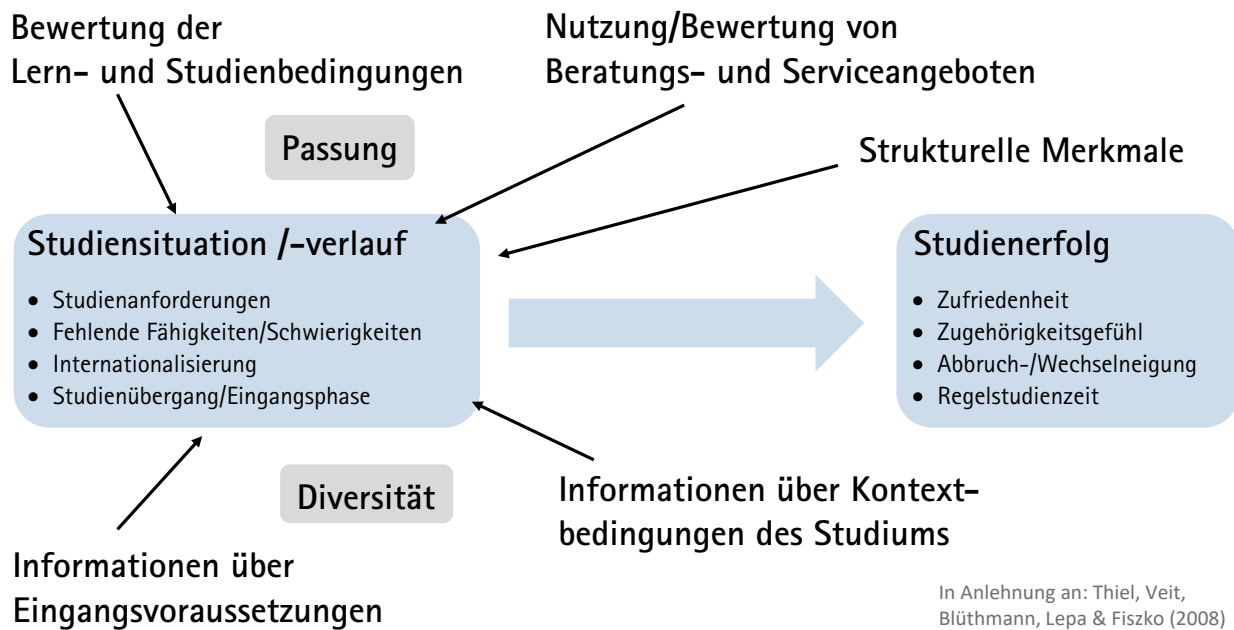 Bewertung der
Lern- und Studienbedingungen
Nutzung/Bewertung von
Beratungs- und Serviceangeboten
Passung
Strukturelle Merkmale
Studiensituation /-verlauf
• Studienanforderungen
• Fehlende Fähigkeiten/Schwierigkeiten
• Internationalisierung
• Studienübergang/Eingangsphase
Studienerfolg
• Zufriedenheit
• Zugehörigkeitsgefühl
• Abbruch-/Wechselneigung
• Regelstudienzeit
Diversität
Informationen über Kontext-
bedingungen des Studiums
Informationen über
Eingangsvoraussetzungen
In Anlehnung an: Thiel, Veit,
Blüthmann, Lepa & Fiszko (2008)